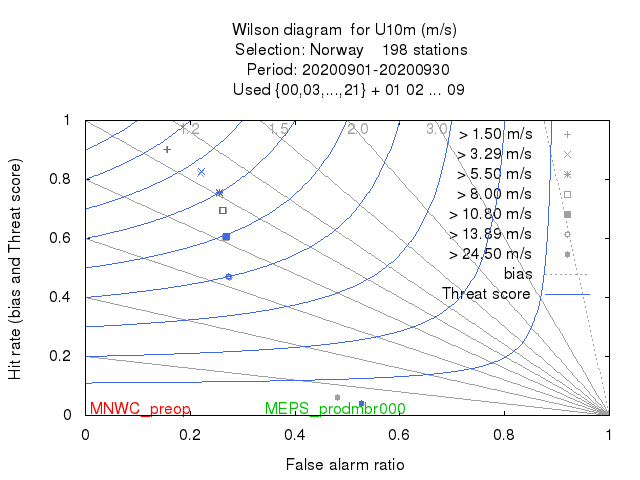 Wilson diagram  for U10m (m/s)
Selection: Norway    198 stations
Period: 20200901-20200930
Used {00,03,...,21} + 01 02 ... 09
Hit rate (bias and Threat score)
1
0.8
0.6
0.4
0.2
0
1.2 1.5 2.0 3.0
> 1.50 m/s
> 3.29 m/s
> 5.50 m/s
> 8.00 m/s
> 10.80 m/s
> 13.89 m/s
> 24.50 m/s
bias
Threat score
MNWC_preop MEPS_prodmbr000
0 0.2 0.4 0.6 0.8 1
False alarm ratio